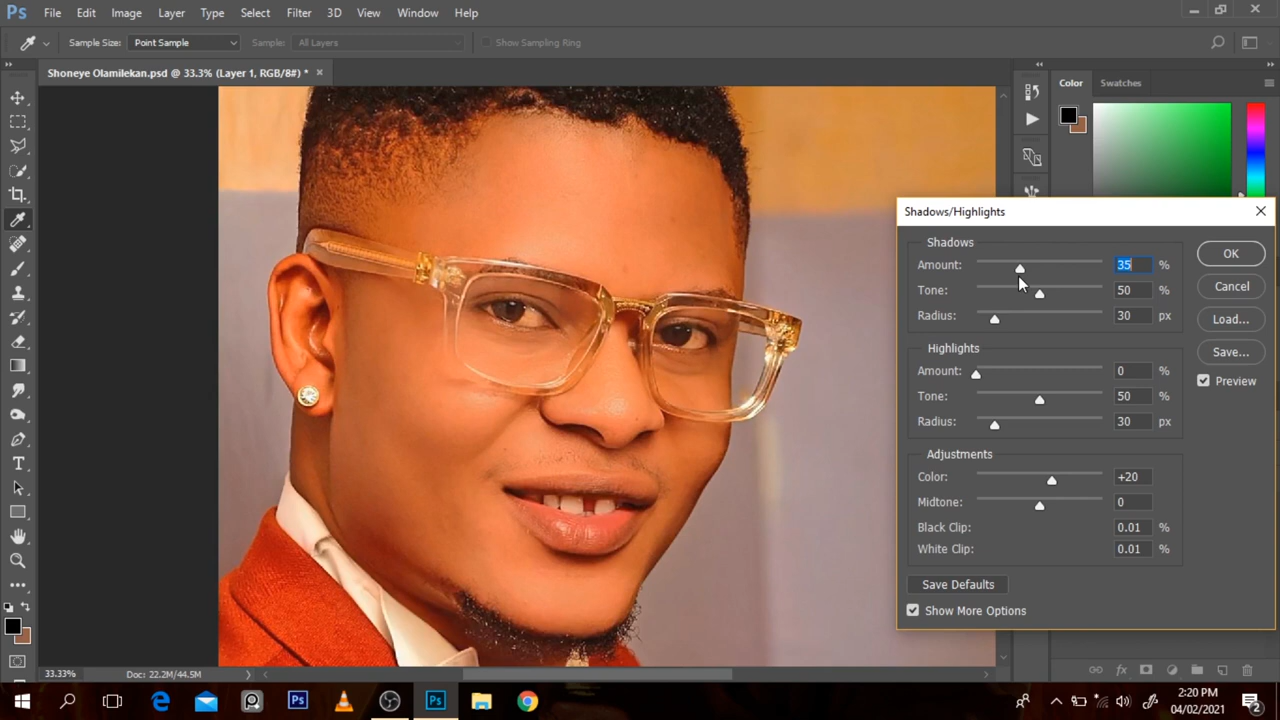 Ps File Edit Image Layer Type Select Filter 3D View Window Help
Sample Size: Point Sample Sample: All Layers Show Sampling Ring
Shoneye Olamilekan.psd @ 33.3% (Layer 1, RGB/8#) * ×
Color Swatches
Shadows/Highlights
Shadows
Amount: 35 %
Tone: 50 %
Radius: 30 px
Highlights
Amount: 0 %
Tone: 50 %
Radius: 30 px
Adjustments
Color: +20
Midtone: 0
Black Clip: 0.01 %
White Clip: 0.01 %
Save Defaults
Show More Options
OK
Cancel
Load...
Save...
Preview
33.33% Doc: 22.2M/44.5M
fx
Ps
Ps
2:20 PM
04/02/2021
2